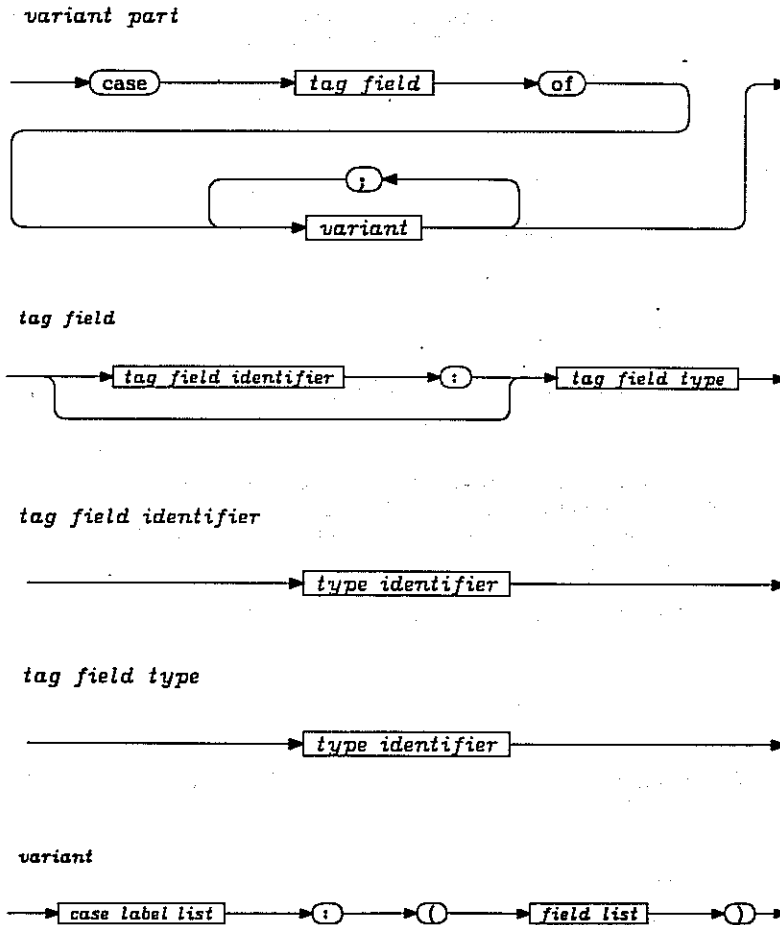 variant part
case tag field of
;
variant
tag field
tag field identifier : tag field type
tag field identifier
type identifier
tag field type
type identifier
variant
case label list : ( field list )